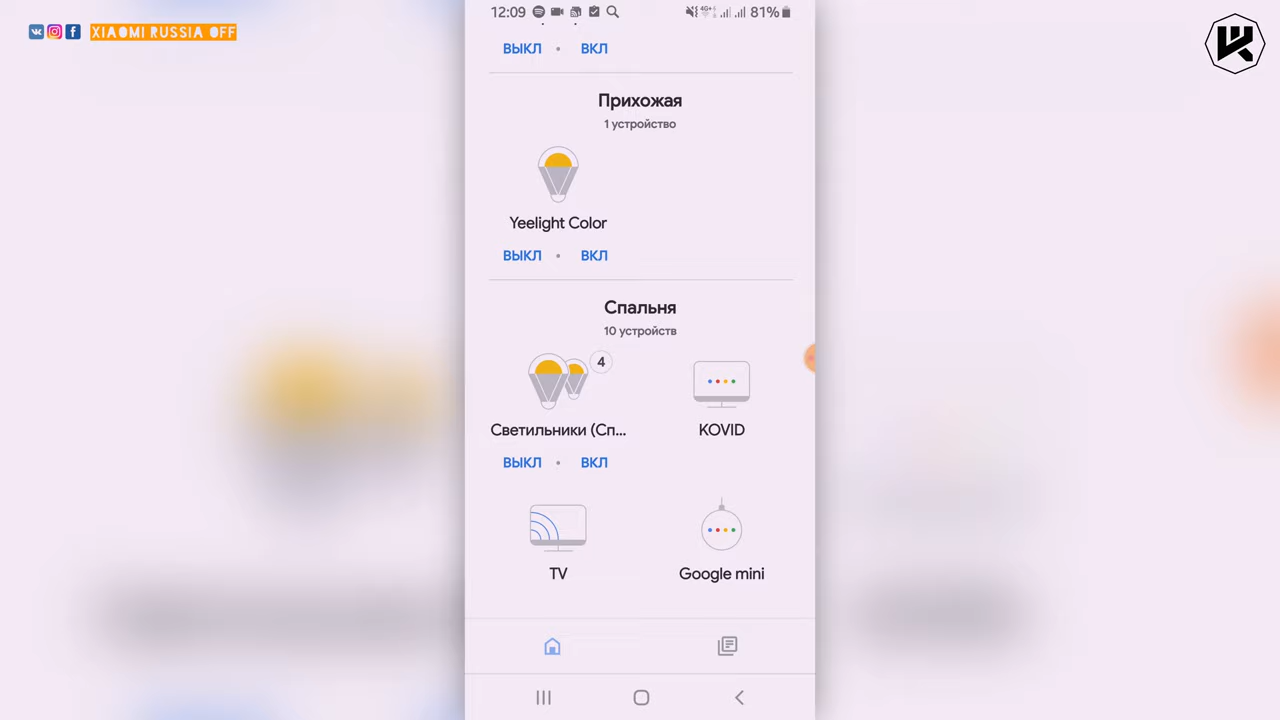 XIAOMI RUSSIA OFF
12:09
4G+
81%
ВЫКЛ • ВКЛ
Прихожая
1 устройство
Yeelight Color
ВЫКЛ • ВКЛ
Спальня
10 устройств
4
Светильники (Сп...
KOVID
ВЫКЛ • ВКЛ
TV
Google mini